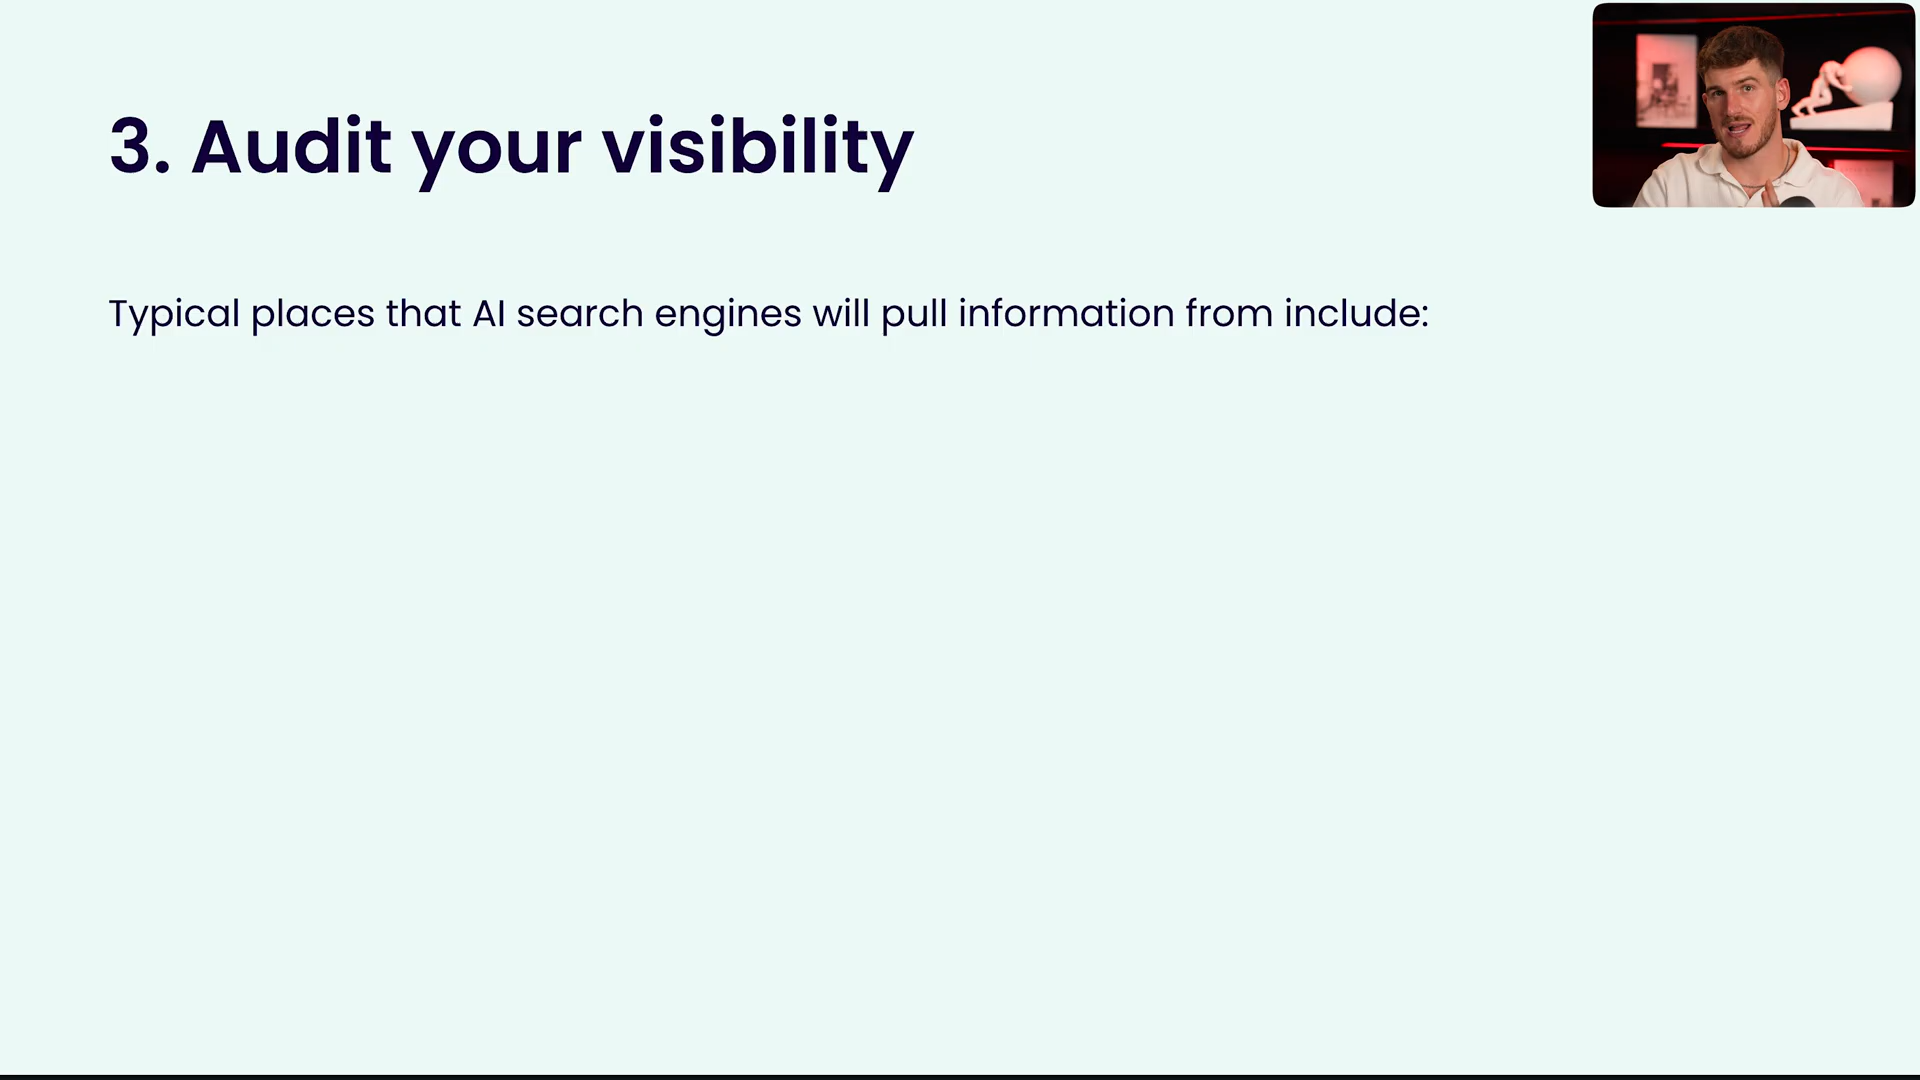 3. Audit your visibility
Typical places that AI search engines will pull information from include: